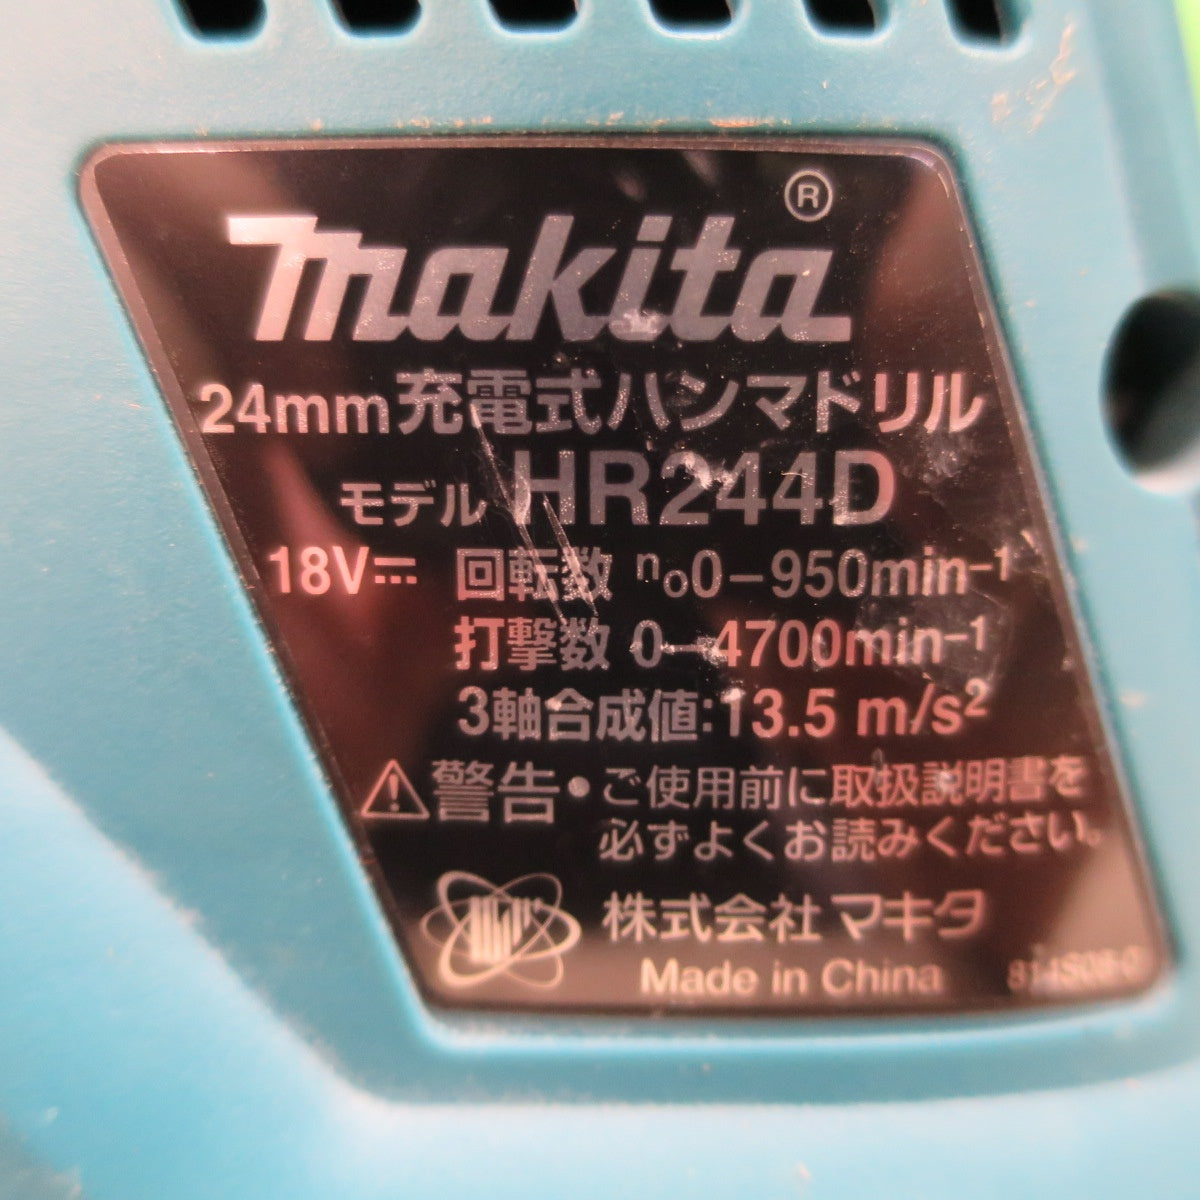 makita®
24mm充電式ハンマドリル
モデル HR244D
18V⎓ 回転数 n₀0-950min⁻¹
打撃数 0-4700min⁻¹
3軸合成値:13.5 m/s²
⚠警告・ご使用前に取扱説明書を
必ずよくお読みください。
株式会社 マキタ
Made in China